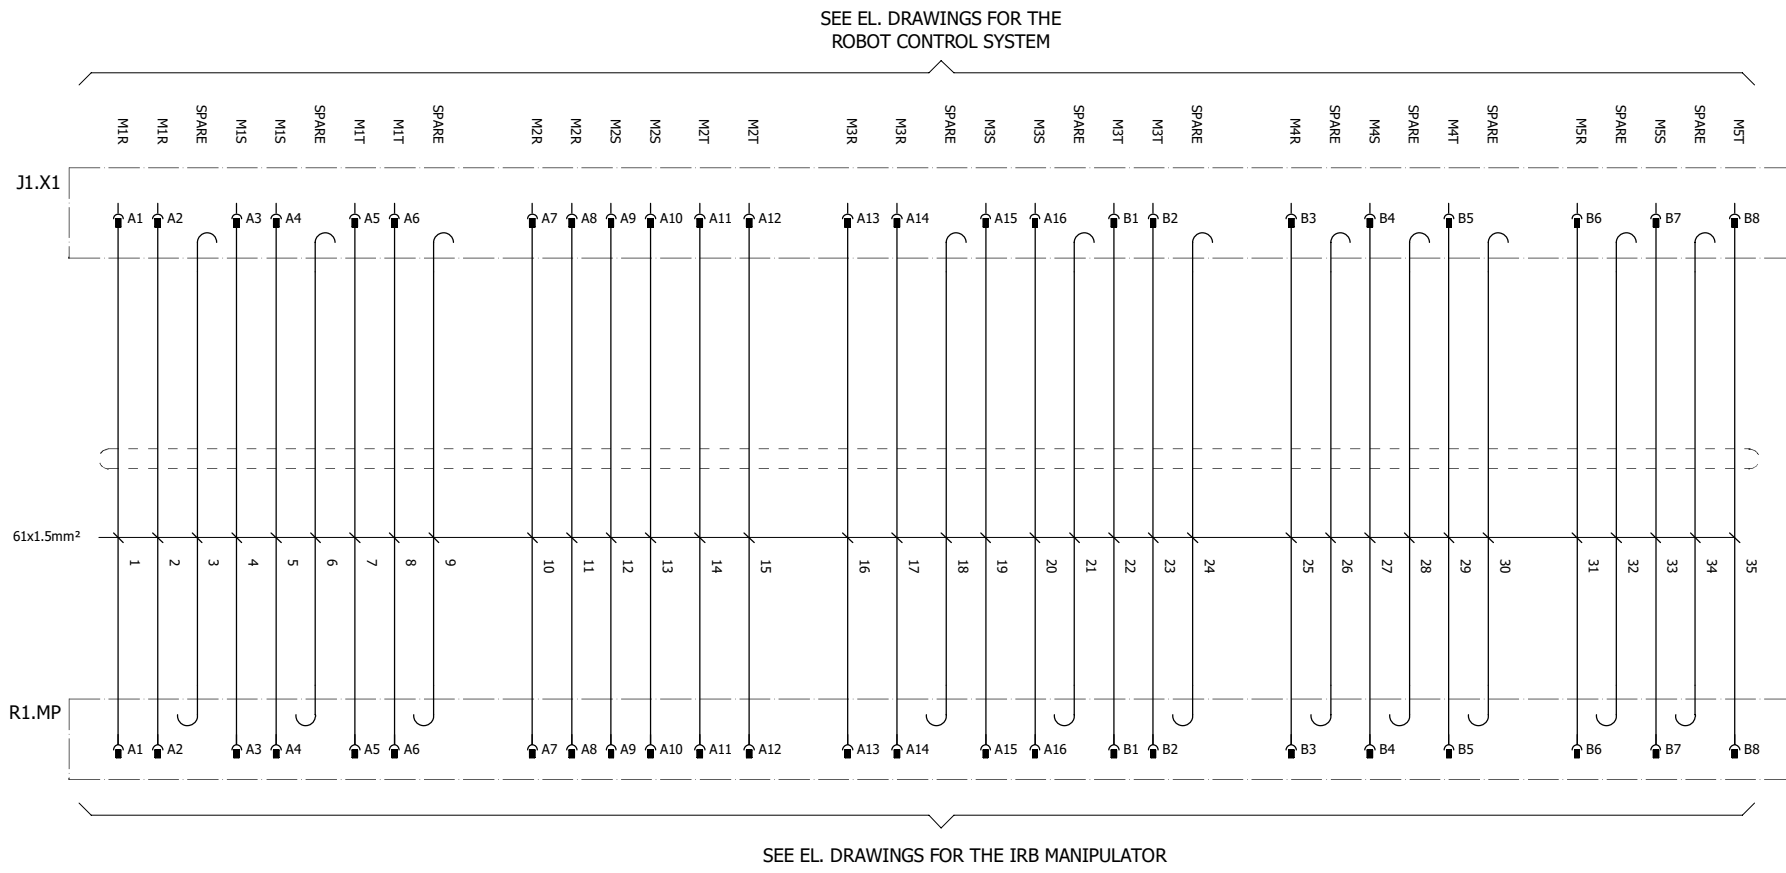 SEE EL. DRAWINGS FOR THE
ROBOT CONTROL SYSTEM
M1R M1R SPARE M1S M1S SPARE M1T M1T SPARE M2R M2R M2S M2S M2T M2T M3R M3R SPARE M3S M3S SPARE M3T M3T SPARE M4R SPARE M4S SPARE M4T SPARE M5R SPARE M5S SPARE M5T
J1.X1
A1 A2 A3 A4 A5 A6 A7 A8 A9 A10 A11 A12 A13 A14 A15 A16 B1 B2 B3 B4 B5 B6 B7 B8
61x1.5mm²
1 2 3 4 5 6 7 8 9 10 11 12 13 14 15 16 17 18 19 20 21 22 23 24 25 26 27 28 29 30 31 32 33 34 35
R1.MP
A1 A2 A3 A4 A5 A6 A7 A8 A9 A10 A11 A12 A13 A14 A15 A16 B1 B2 B3 B4 B5 B6 B7 B8
SEE EL. DRAWINGS FOR THE IRB MANIPULATOR